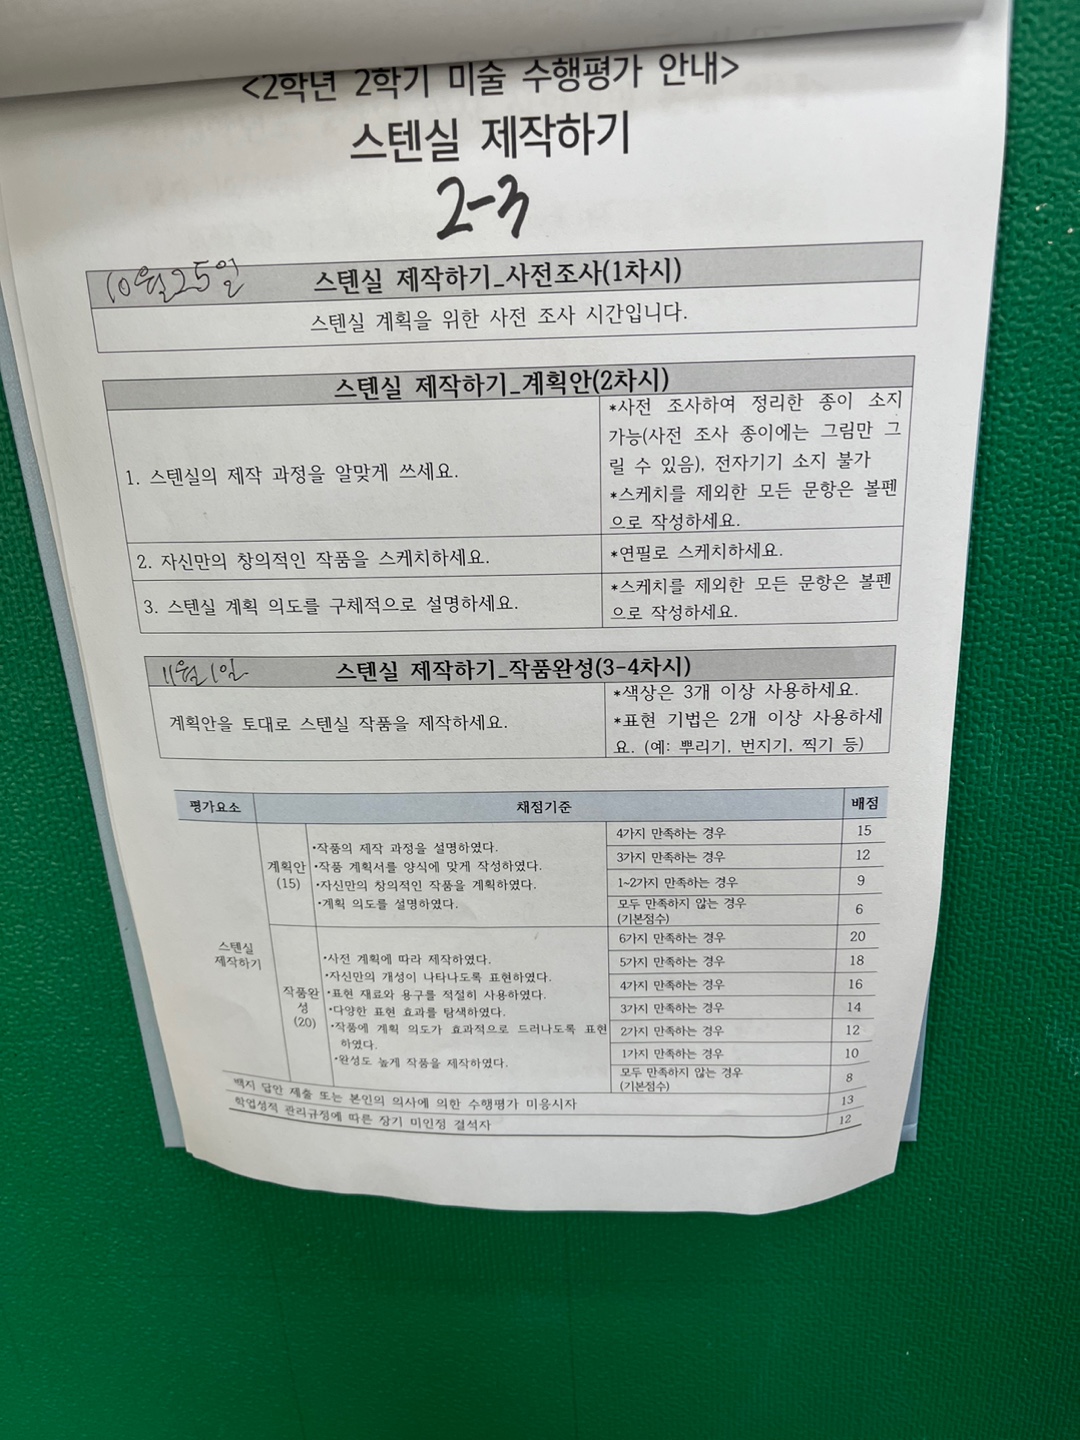 <2학년 2학기 미술 수행평가 안내>
스텐실 제작하기
2-3
10월25일 스텐실 제작하기_사전조사(1차시)
스텐실 계획을 위한 사전 조사 시간입니다.
스텐실 제작하기_계획안(2차시)
1. 스텐실의 제작 과정을 알맞게 쓰세요.
*사전 조사하여 정리한 종이 소지
가능(사전 조사 종이에는 그림만 그
릴 수 있음), 전자기기 소지 불가
*스케치를 제외한 모든 문항은 볼펜
으로 작성하세요.
2. 자신만의 창의적인 작품을 스케치하세요.
*연필로 스케치하세요.
3. 스텐실 계획 의도를 구체적으로 설명하세요.
*스케치를 제외한 모든 문항은 볼펜
으로 작성하세요.
11월 1일 스텐실 제작하기_작품완성(3-4차시)
계획안을 토대로 스텐실 작품을 제작하세요.
*색상은 3개 이상 사용하세요.
*표현 기법은 2개 이상 사용하세
요. (예: 뿌리기, 번지기, 찍기 등)
평가요소 채점기준 배점
스텐실
제작하기
계획안
(15)
•작품의 제작 과정을 설명하였다.
•작품 계획서를 양식에 맞게 작성하였다.
•자신만의 창의적인 작품을 계획하였다.
•계획 의도를 설명하였다.
4가지 만족하는 경우 15
3가지 만족하는 경우 12
1~2가지 만족하는 경우 9
모두 만족하지 않는 경우
(기본점수) 6
작품완
성
(20)
•사전 계획에 따라 제작하였다.
•자신만의 개성이 나타나도록 표현하였다.
•표현 재료와 용구를 적절히 사용하였다.
•다양한 표현 효과를 탐색하였다.
•작품에 계획 의도가 효과적으로 드러나도록 표현
하였다.
•완성도 높게 작품을 제작하였다.
6가지 만족하는 경우 20
5가지 만족하는 경우 18
4가지 만족하는 경우 16
3가지 만족하는 경우 14
2가지 만족하는 경우 12
1가지 만족하는 경우 10
모두 만족하지 않는 경우
(기본점수) 8
백지 답안 제출 또는 본인의 의사에 의한 수행평가 미응시자 13
학업성적 관리규정에 따른 장기 미인정 결석자 12